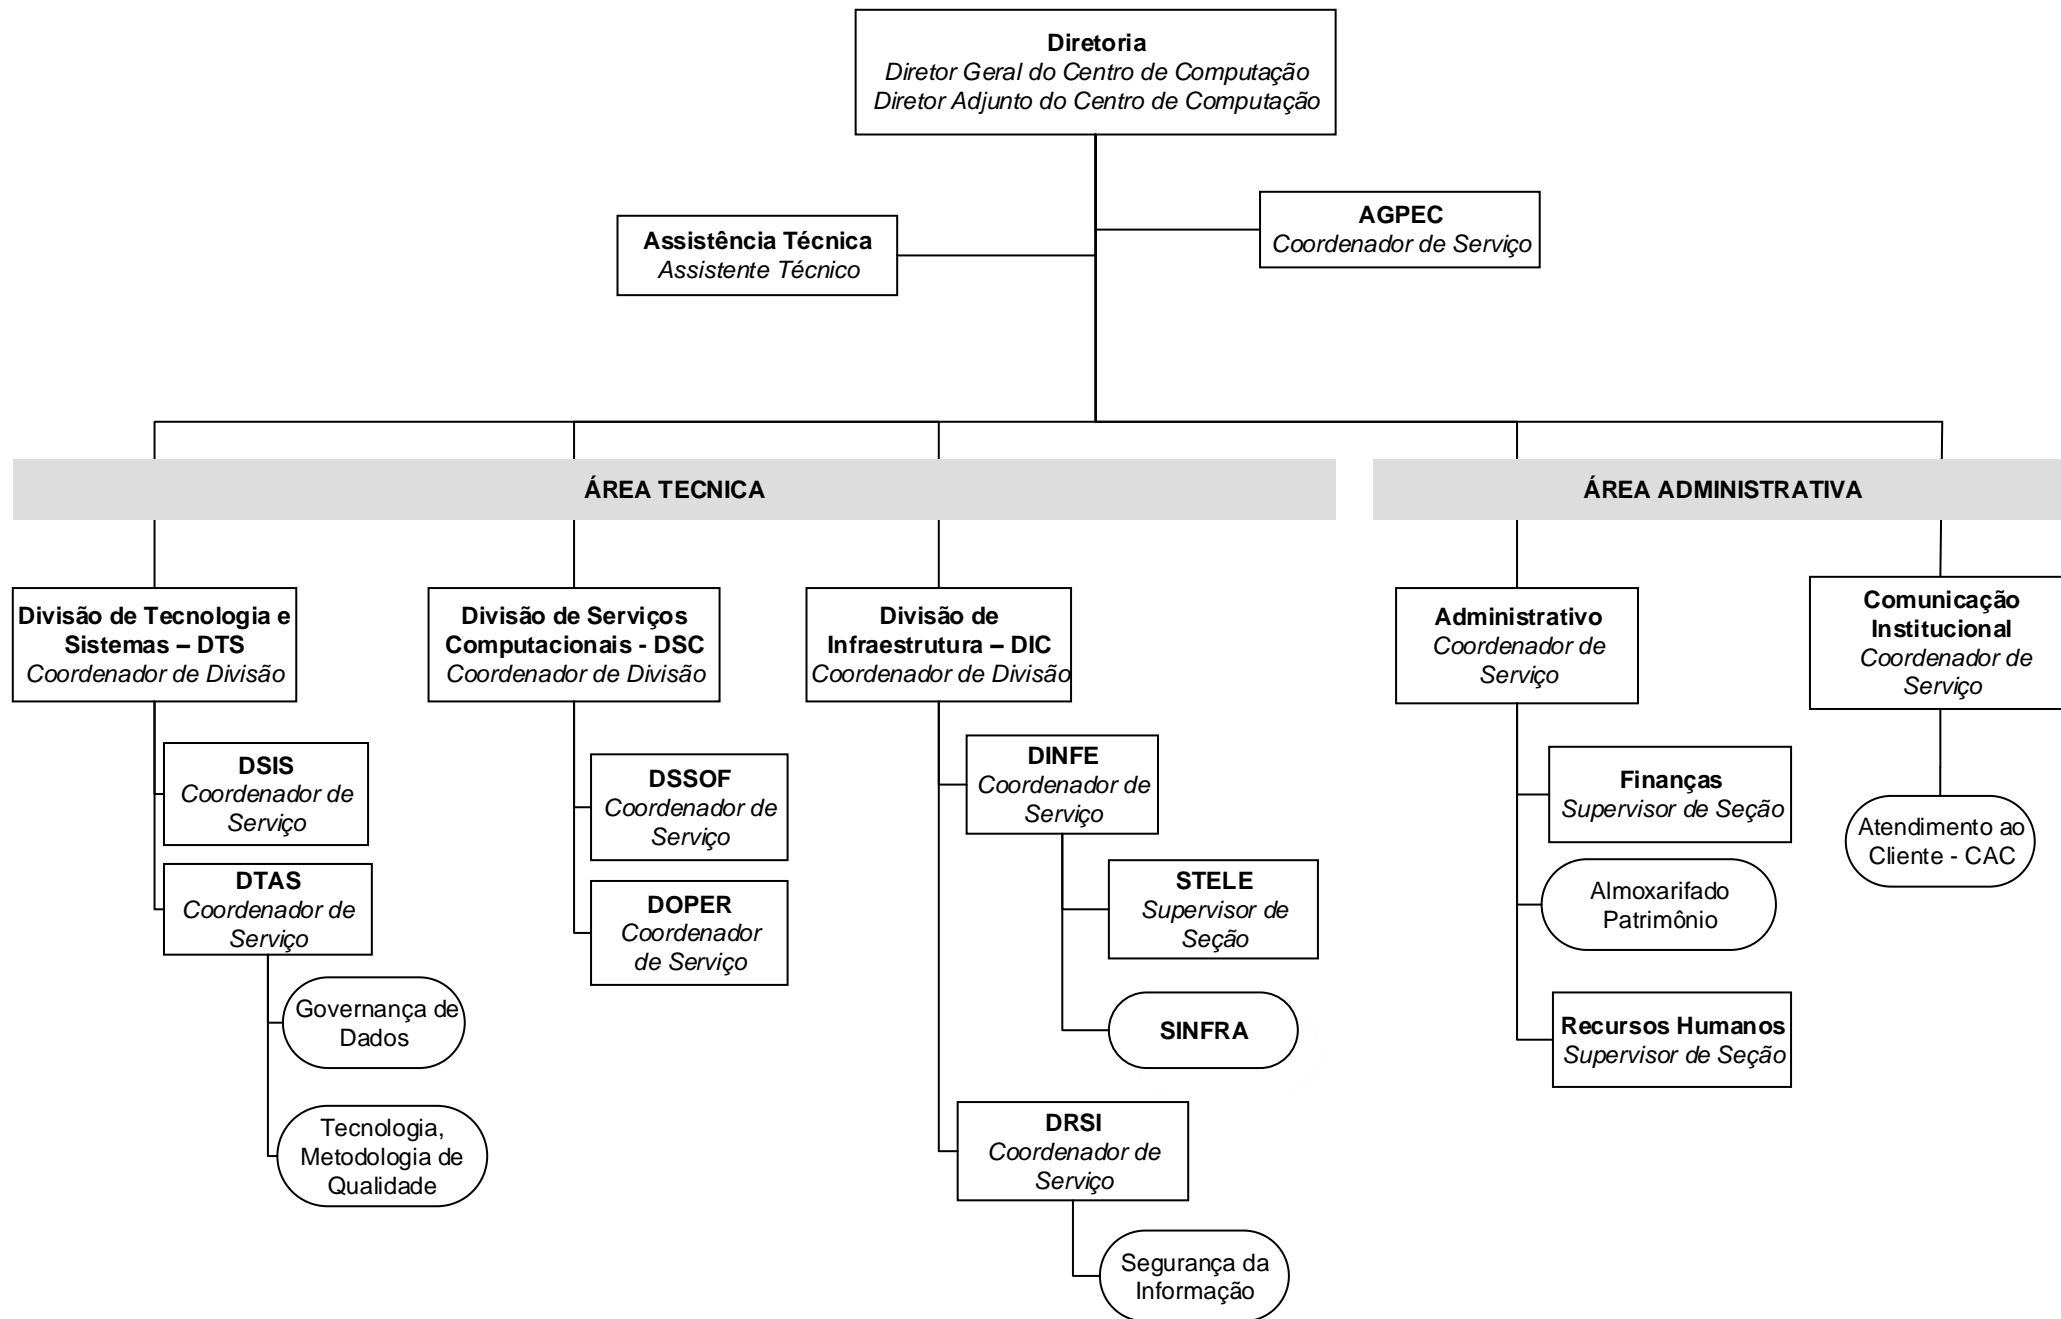 Diretoria
Diretor Geral do Centro de Computação
Diretor Adjunto do Centro de Computação
AGPEC
Coordenador de Serviço
Assistência Técnica
Assistente Técnico
ÁREA TECNICA
ÁREA ADMINISTRATIVA
Divisão de Tecnologia e
Sistemas – DTS
Coordenador de Divisão
Divisão de Serviços
Computacionais - DSC
Coordenador de Divisão
Divisão de
Infraestrutura – DIC
Coordenador de Divisão
Administrativo
Coordenador de
Serviço
Comunicação
Institucional
Coordenador de
Serviço
DSIS
Coordenador de
Serviço
DTAS
Coordenador de
Serviço
Governança de
Dados
Tecnologia,
Metodologia de
Qualidade
DSSOF
Coordenador de
Serviço
DOPER
Coordenador
de Serviço
DINFE
Coordenador de
Serviço
STELE
Supervisor de
Seção
SINFRA
DRSI
Coordenador de
Serviço
Segurança da
Informação
Finanças
Supervisor de Seção
Almoxarifado
Patrimônio
Recursos Humanos
Supervisor de Seção
Atendimento ao
Cliente - CAC